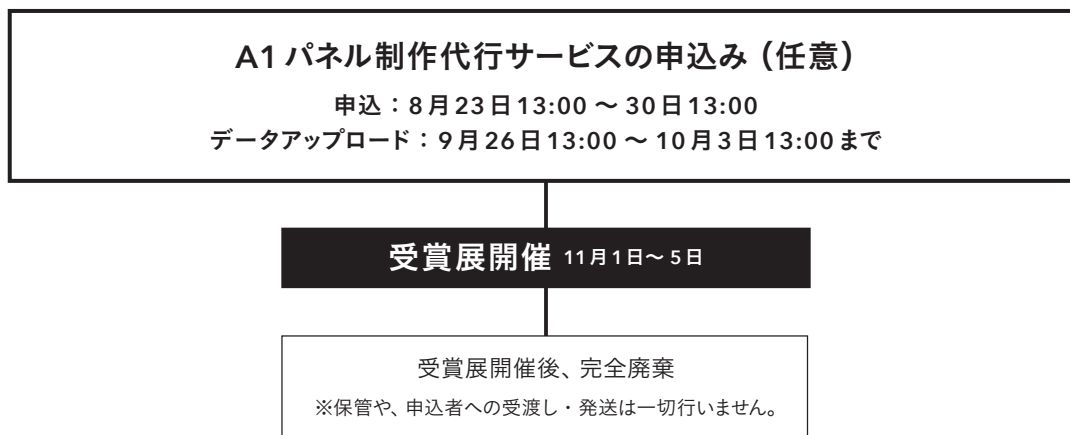 A1パネル制作代行サービスの申込み（任意）
申込：8月23日13:00～30日13:00
データアップロード：9月26日13:00～10月3日13:00まで
受賞展開催 11月1日～5日
受賞展開催後、完全廃棄
※保管や、申込者への受渡し・発送は一切行いません。